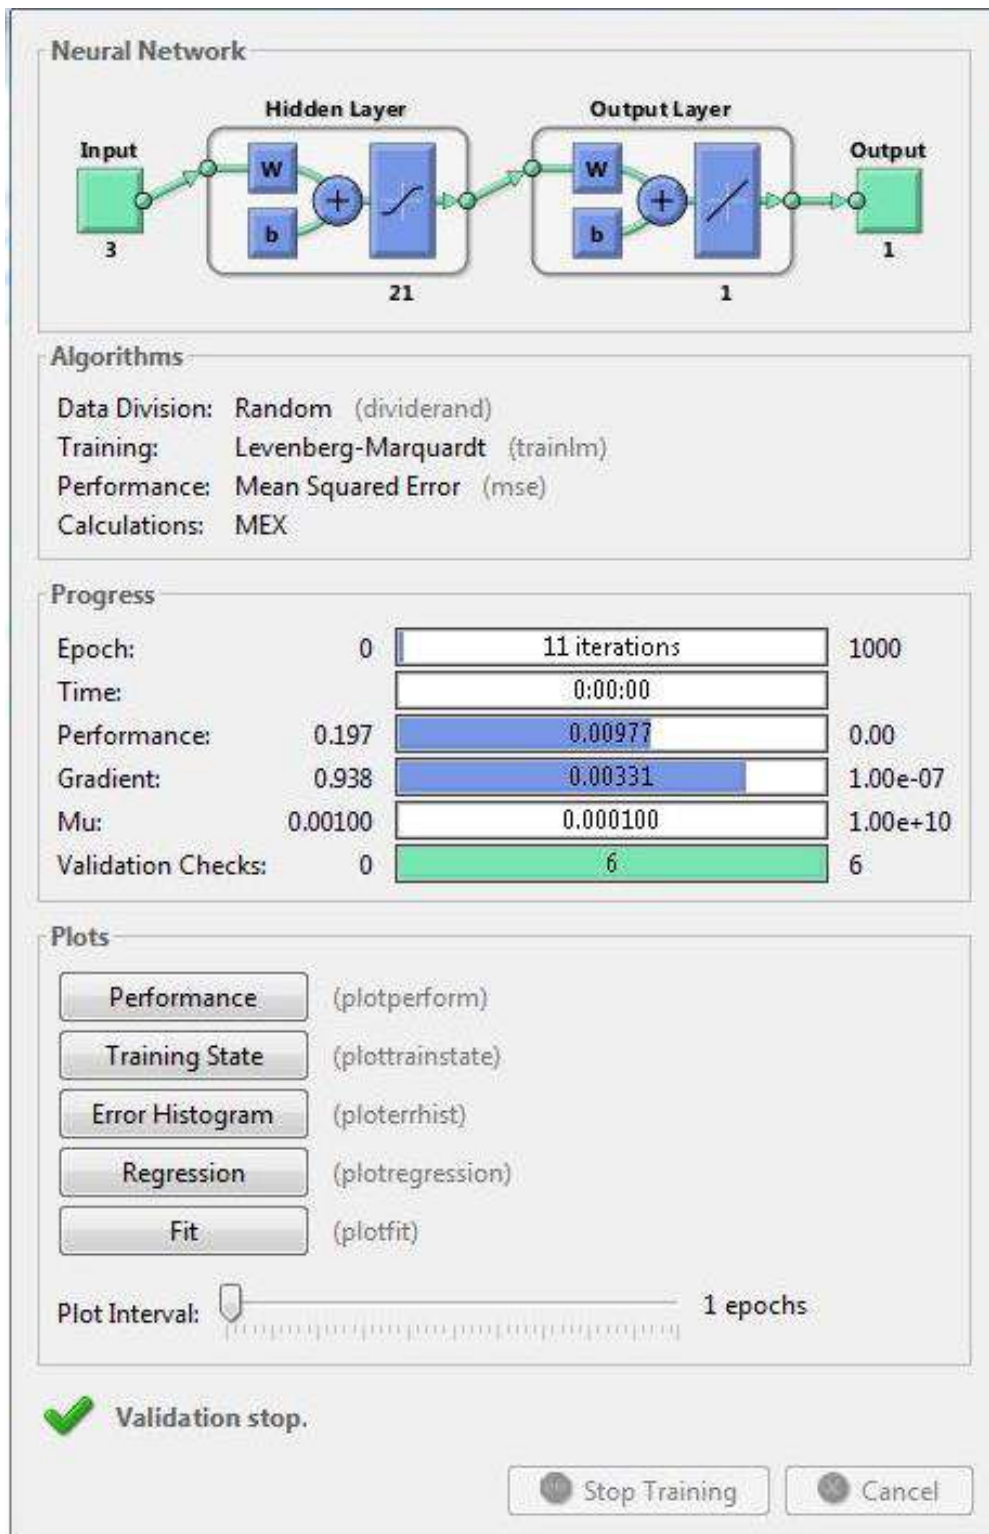 Neural Network
Hidden Layer Output Layer
Input Output
W W
b b
3 1
21 1
Algorithms
Data Division: Random (dividerand)
Training: Levenberg-Marquardt (trainlm)
Performance: Mean Squared Error (mse)
Calculations: MEX
Progress
Epoch: 0 11 iterations 1000
Time: 0:00:00
Performance: 0.197 0.00977 0.00
Gradient: 0.938 0.00331 1.00e-07
Mu: 0.00100 0.000100 1.00e+10
Validation Checks: 0 6 6
Plots
Performance (plotperform)
Training State (plottrainstate)
Error Histogram (ploterrhist)
Regression (plotregression)
Fit (plotfit)
Plot Interval: 1 epochs
Validation stop.
Stop Training Cancel